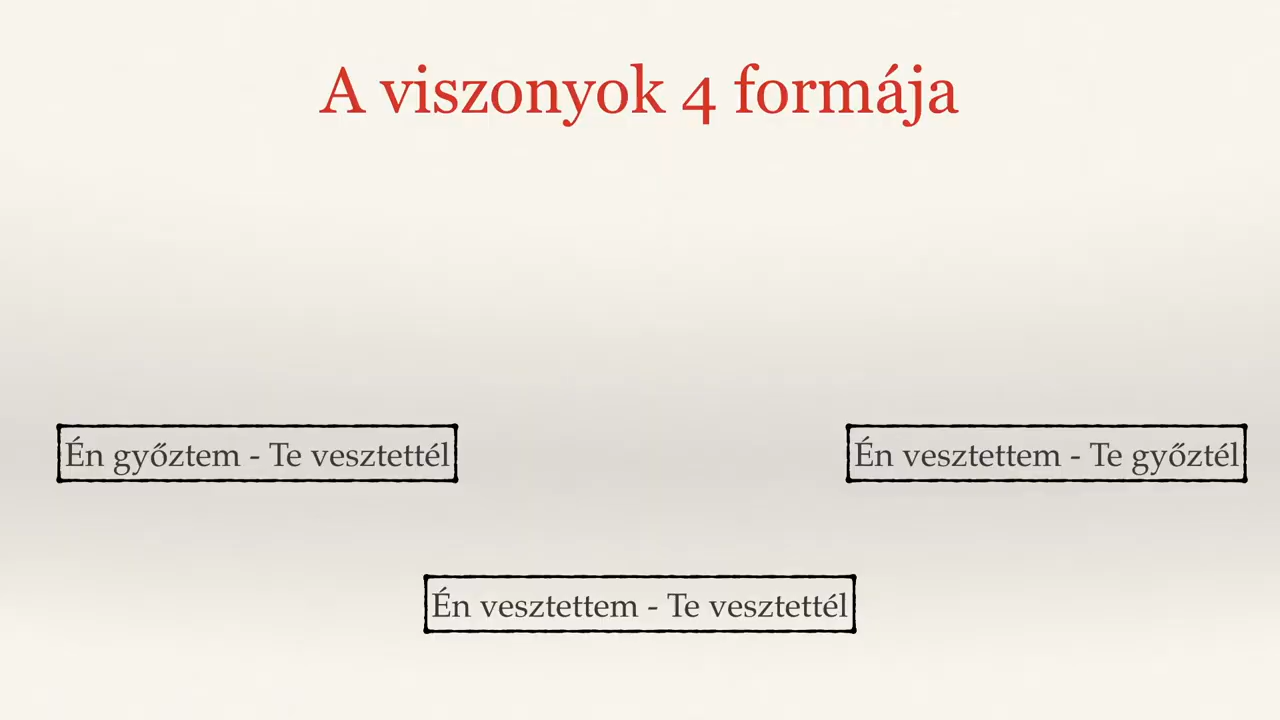 A viszonyok 4 formája
Én győztem - Te vesztettél
Én vesztettem - Te győztél
Én vesztettem - Te vesztettél